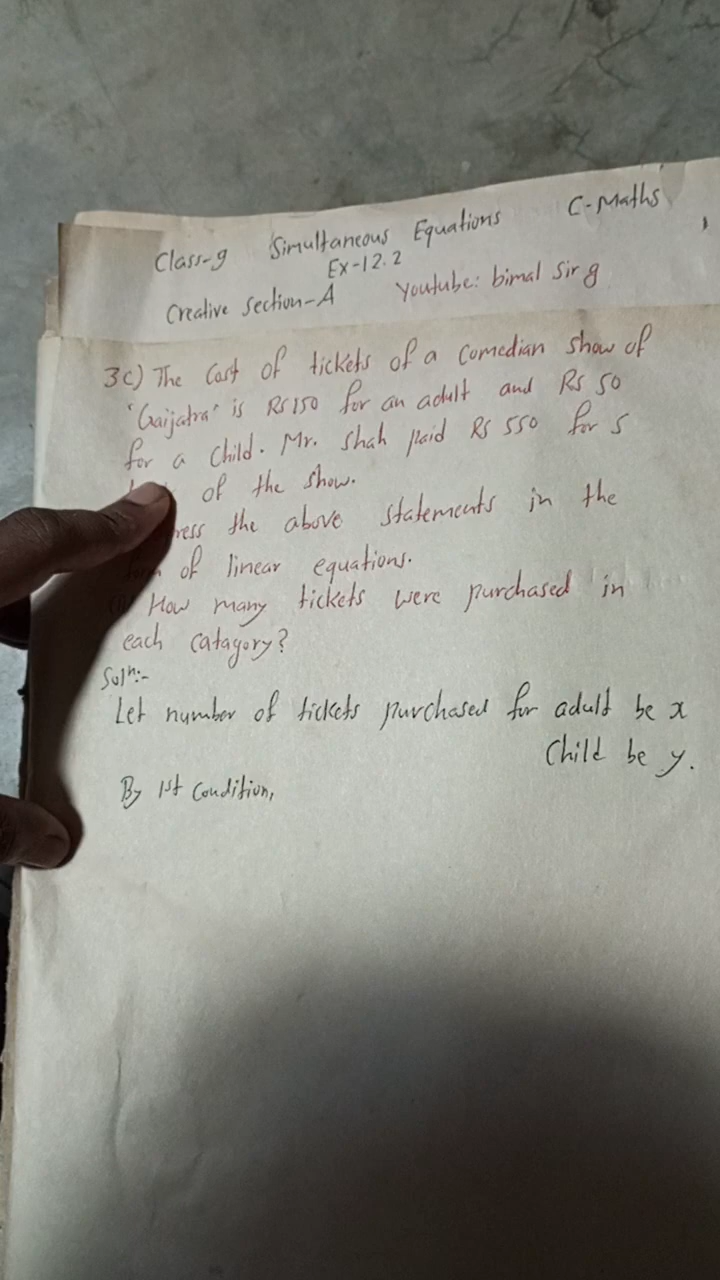 Class-9 Simultaneous Equations C-Maths
Ex-12.2
Creative Section-A Youtube: bimal sir 9
3c) The Cost of tickets of a Comedian Show of
'Gaijatra' is RS 150 for an adult and Rs 50
for a Child. Mr. Shah paid RS 550 for 5
of the show.
ress the above statements in the
of linear equations.
How many tickets were purchased in
each catagory?
Solⁿ:-
Let number of tickets purchased for adult be x
Child be y.
By 1st Condition,